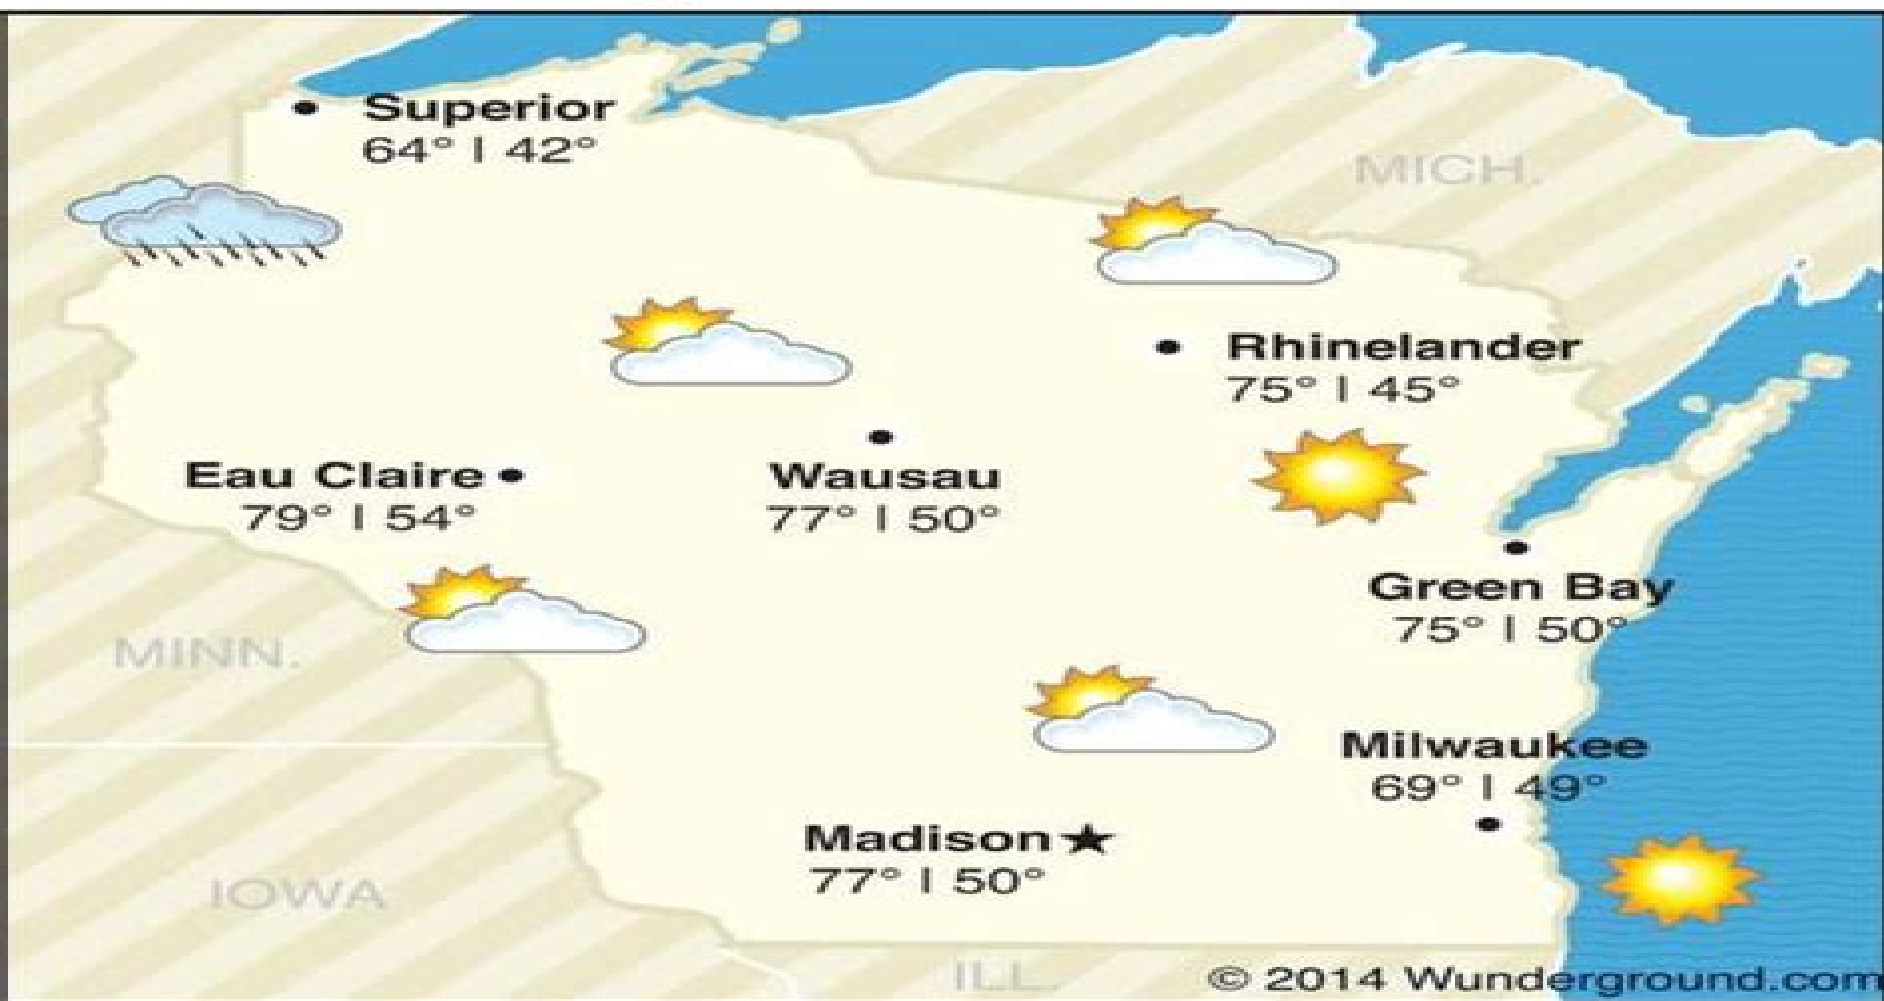 Superior
64° | 42°
MICH.
Rhinelander
75° | 45°
Eau Claire
79° | 54°
Wausau
77° | 50°
Green Bay
75° | 50°
MINN.
Milwaukee
69° | 49°
Madison
77° | 50°
IOWA
ILL.
© 2014 Wunderground.com